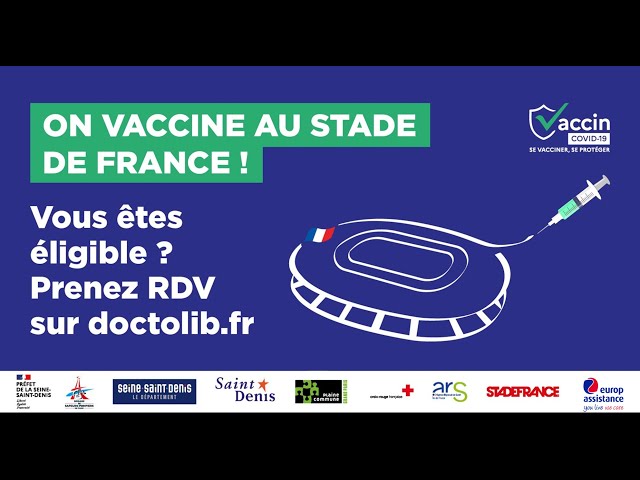 ON VACCINE AU STADE
DE FRANCE !
Vaccin
COVID-19
SE VACCINER, SE PROTÉGER
Vous êtes
éligible ?
Prenez RDV
sur doctolib.fr
PRÉFET
DE LA SEINE-
SAINT-DENIS
Liberté
Égalité
Fraternité
SEINE SAINT DENIS
LE DÉPARTEMENT
Saint
Denis
PLAINE
COMMUNE
GRAND PARIS
croix-rouge française
ars
STADEFRANCE
europ
assistance
you live we care